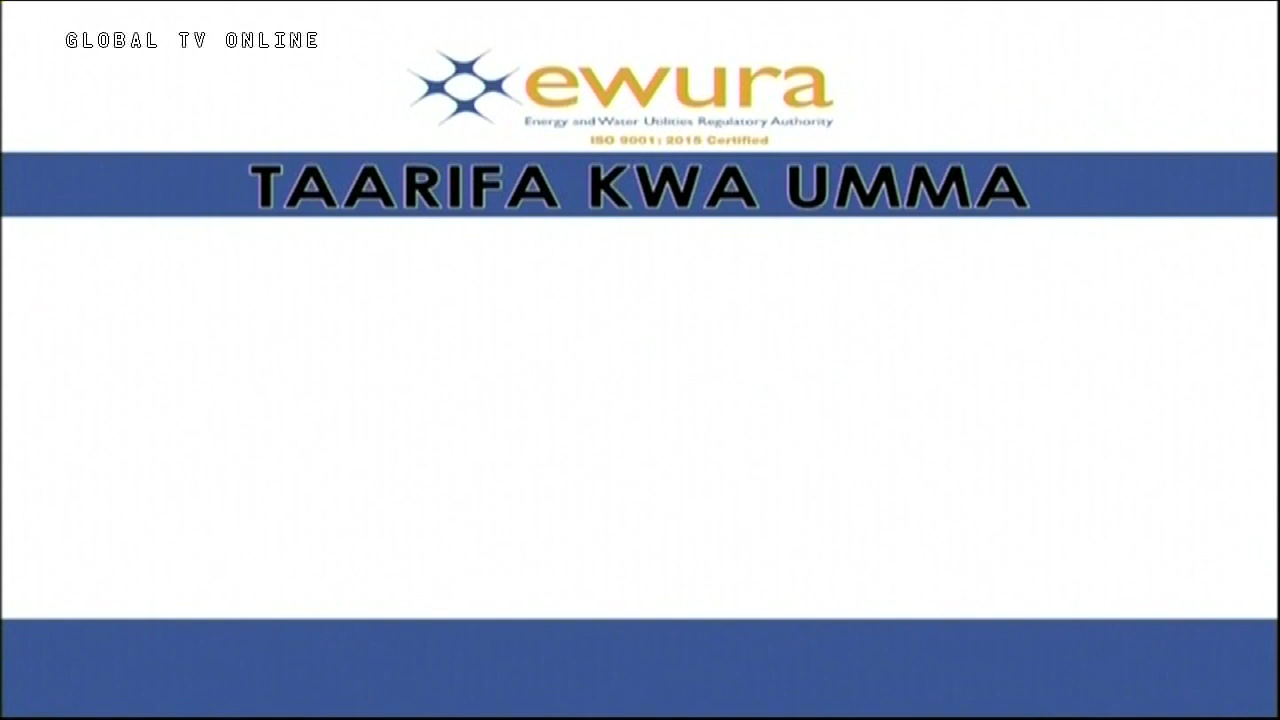 GLOBAL TV ONLINE
ewura
Energy and Water Utilities Regulatory Authority
ISO 9001: 2015 Certified
TAARIFA KWA UMMA